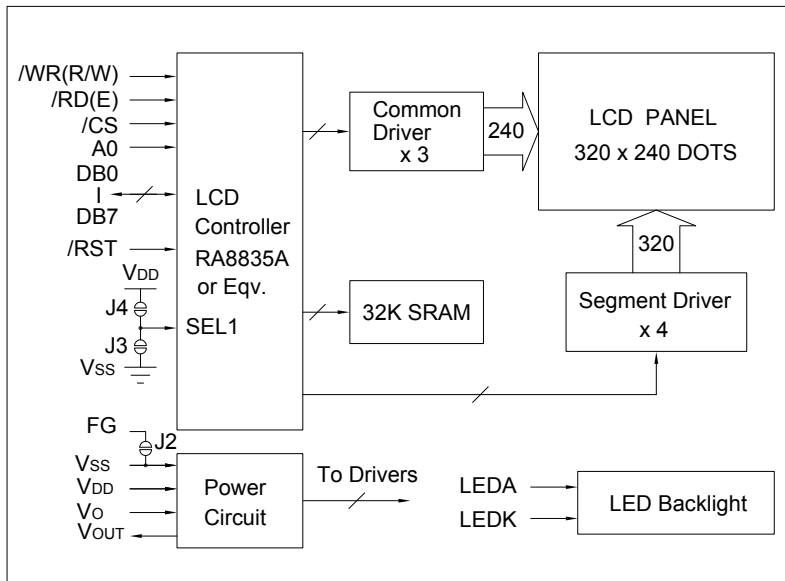 /WR(R/W)
/RD(E)
/CS
A0
DB0
I
DB7
/RST
VDD
J4
J3
VSS
LCD
Controller
RA8835A
or Eqv.
SEL1
Common
Driver
x 3
240
LCD PANEL
320 x 240 DOTS
320
32K SRAM
Segment Driver
x 4
FG
J2
VSS
VDD
VO
VOUT
Power
Circuit
To Drivers
LEDA
LEDK
LED Backlight